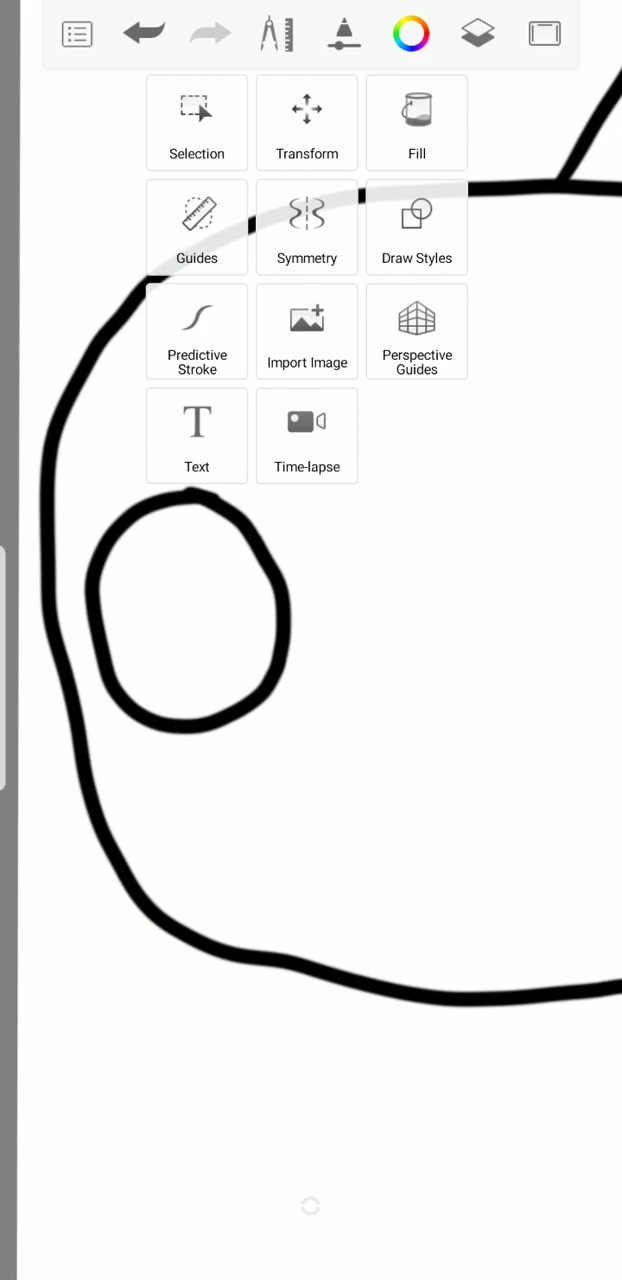 Selection
Transform
Fill
Guides
Symmetry
Draw Styles
Predictive
Stroke
Import Image
Perspective
Guides
T
Text
Time-lapse